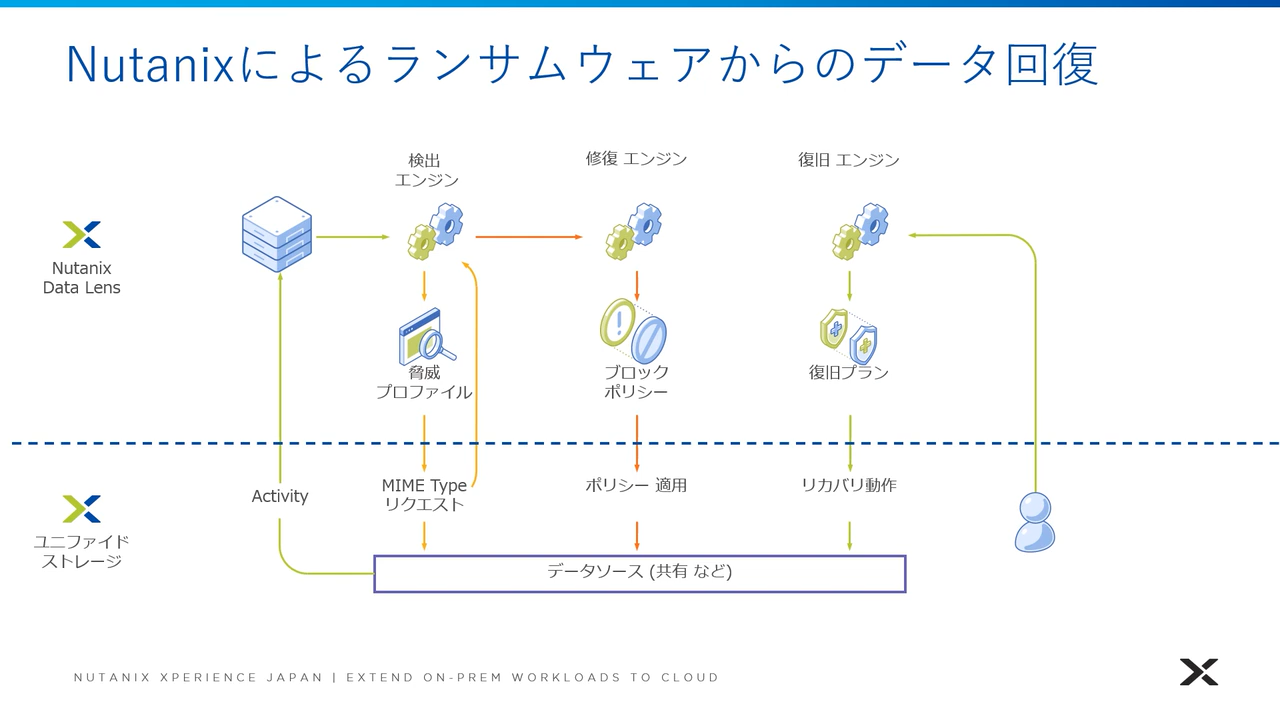 Nutanixによるランサムウェアからのデータ回復
検出
エンジン
修復 エンジン
復旧 エンジン
Nutanix
Data Lens
脅威
プロファイル
ブロック
ポリシー
復旧プラン
Activity
MIME Type
リクエスト
ポリシー 適用
リカバリ動作
ユニファイド
ストレージ
データソース (共有 など)
NUTANIX XPERIENCE JAPAN | EXTEND ON-PREM WORKLOADS TO CLOUD